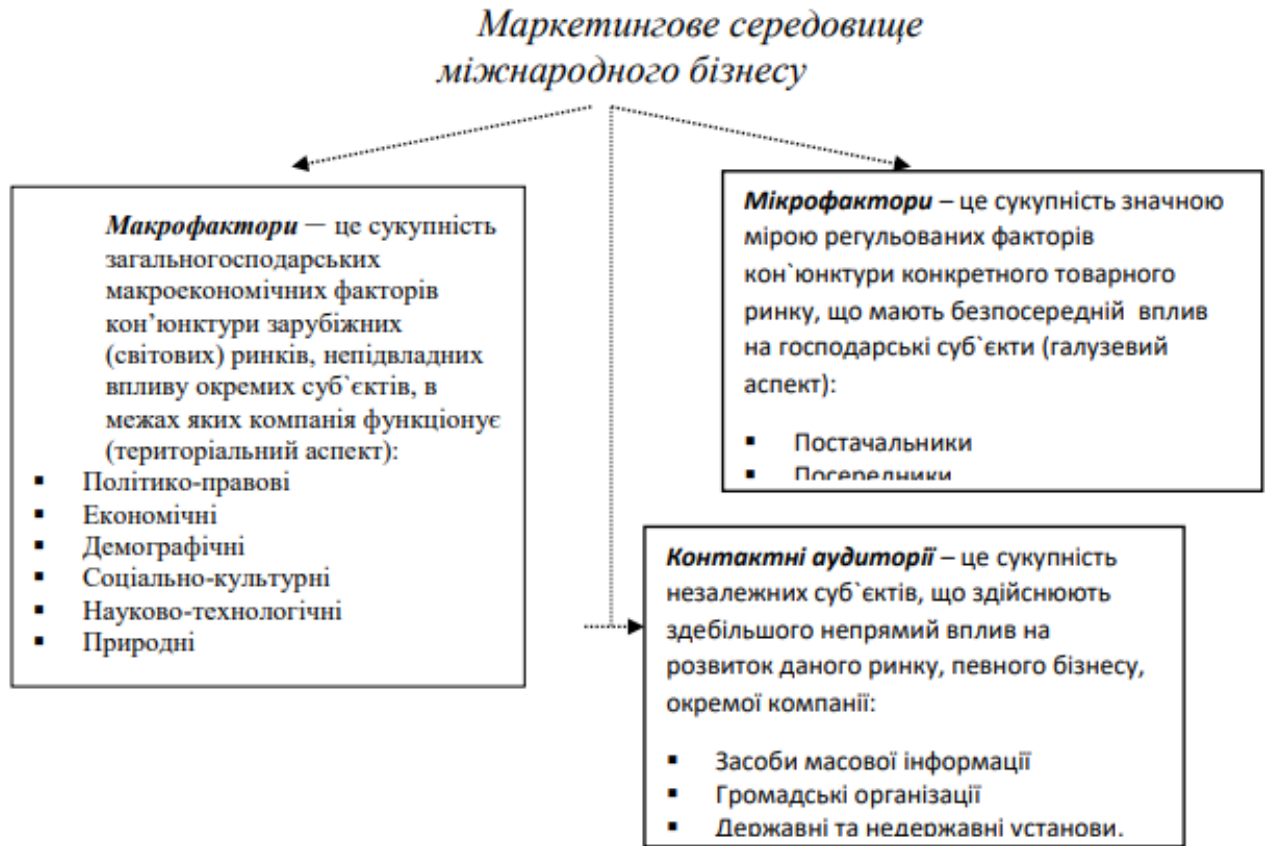 Маркетингове середовище
міжнародного бізнесу
Макрофактори — це сукупність
загальногосподарських
макроекономічних факторів
кон’юнктури зарубіжних
(світових) ринків, непідвладних
впливу окремих суб`єктів, в
межах яких компанія функціонує
(територіальний аспект):
▪ Політико-правові
▪ Економічні
▪ Демографічні
▪ Соціально-культурні
▪ Науково-технологічні
▪ Природні
Мікрофактори – це сукупність значною
мірою регульованих факторів
кон`юнктури конкретного товарного
ринку, що мають безпосередній вплив
на господарські суб`єкти (галузевий
аспект):
▪ Постачальники
▪ Посередники
Контактні аудиторії – це сукупність
незалежних суб`єктів, що здійснюють
здебільшого непрямий вплив на
розвиток даного ринку, певного бізнесу,
окремої компанії:
▪ Засоби масової інформації
▪ Громадські організації
▪ Державні та недержавні установи.